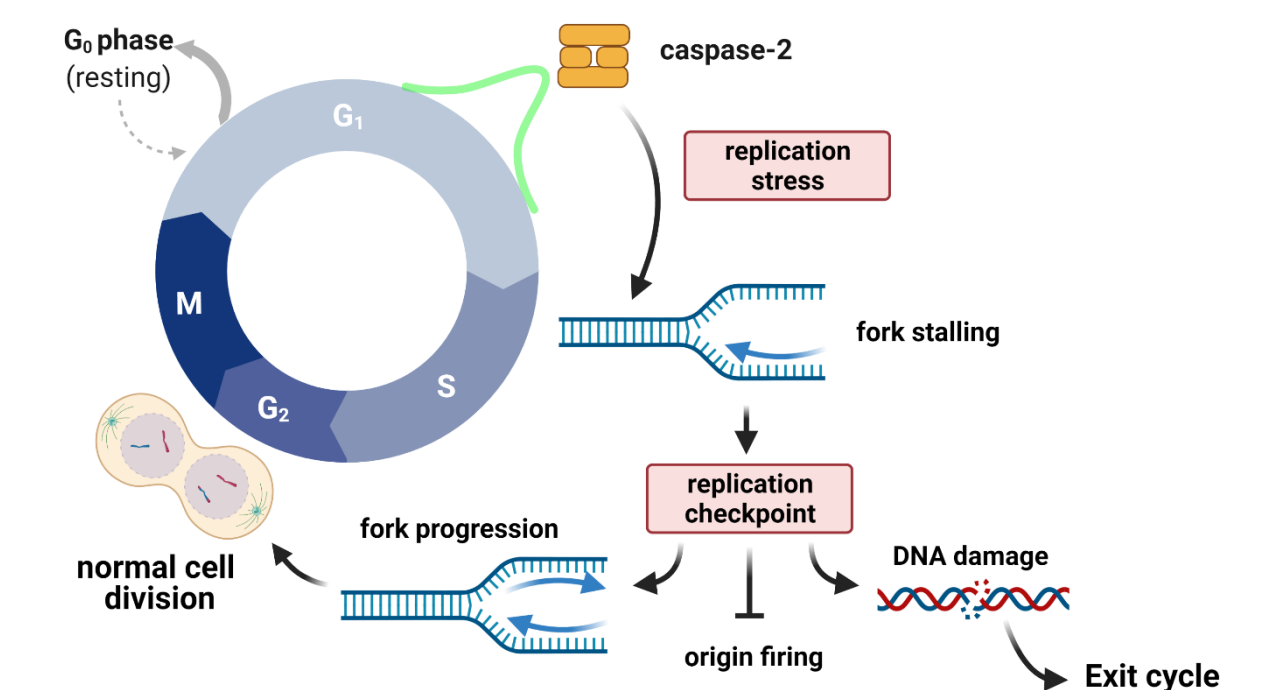 G₀ phase
(resting)
G₁
caspase-2
replication
stress
M
S
G₂
fork stalling
replication
checkpoint
fork progression
normal cell
division
DNA damage
origin firing
Exit cycle